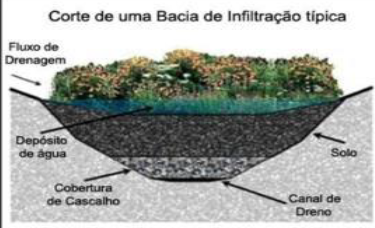 Corte de uma Bacia de Infiltração típica
Fluxo de
Drenagem
Depósito
de água
Solo
Cobertura
de Cascalho
Canal de
Dreno